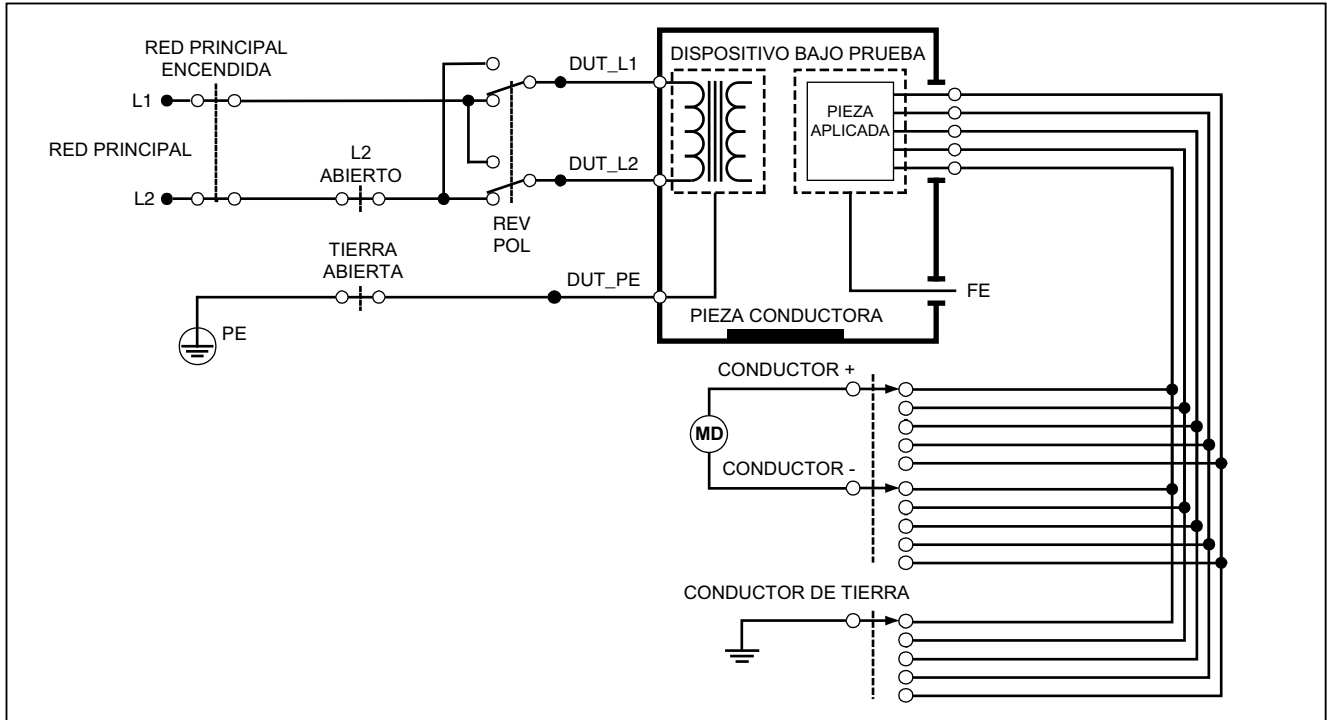 RED PRINCIPAL
ENCENDIDA
L1
RED PRINCIPAL
L2
L2
ABIERTO
TIERRA
ABIERTA
PE
REV
POL
DUT_L1
DUT_L2
DUT_PE
DISPOSITIVO BAJO PRUEBA
PIEZA
APLICADA
FE
PIEZA CONDUCTORA
CONDUCTOR +
MD
CONDUCTOR -
CONDUCTOR DE TIERRA